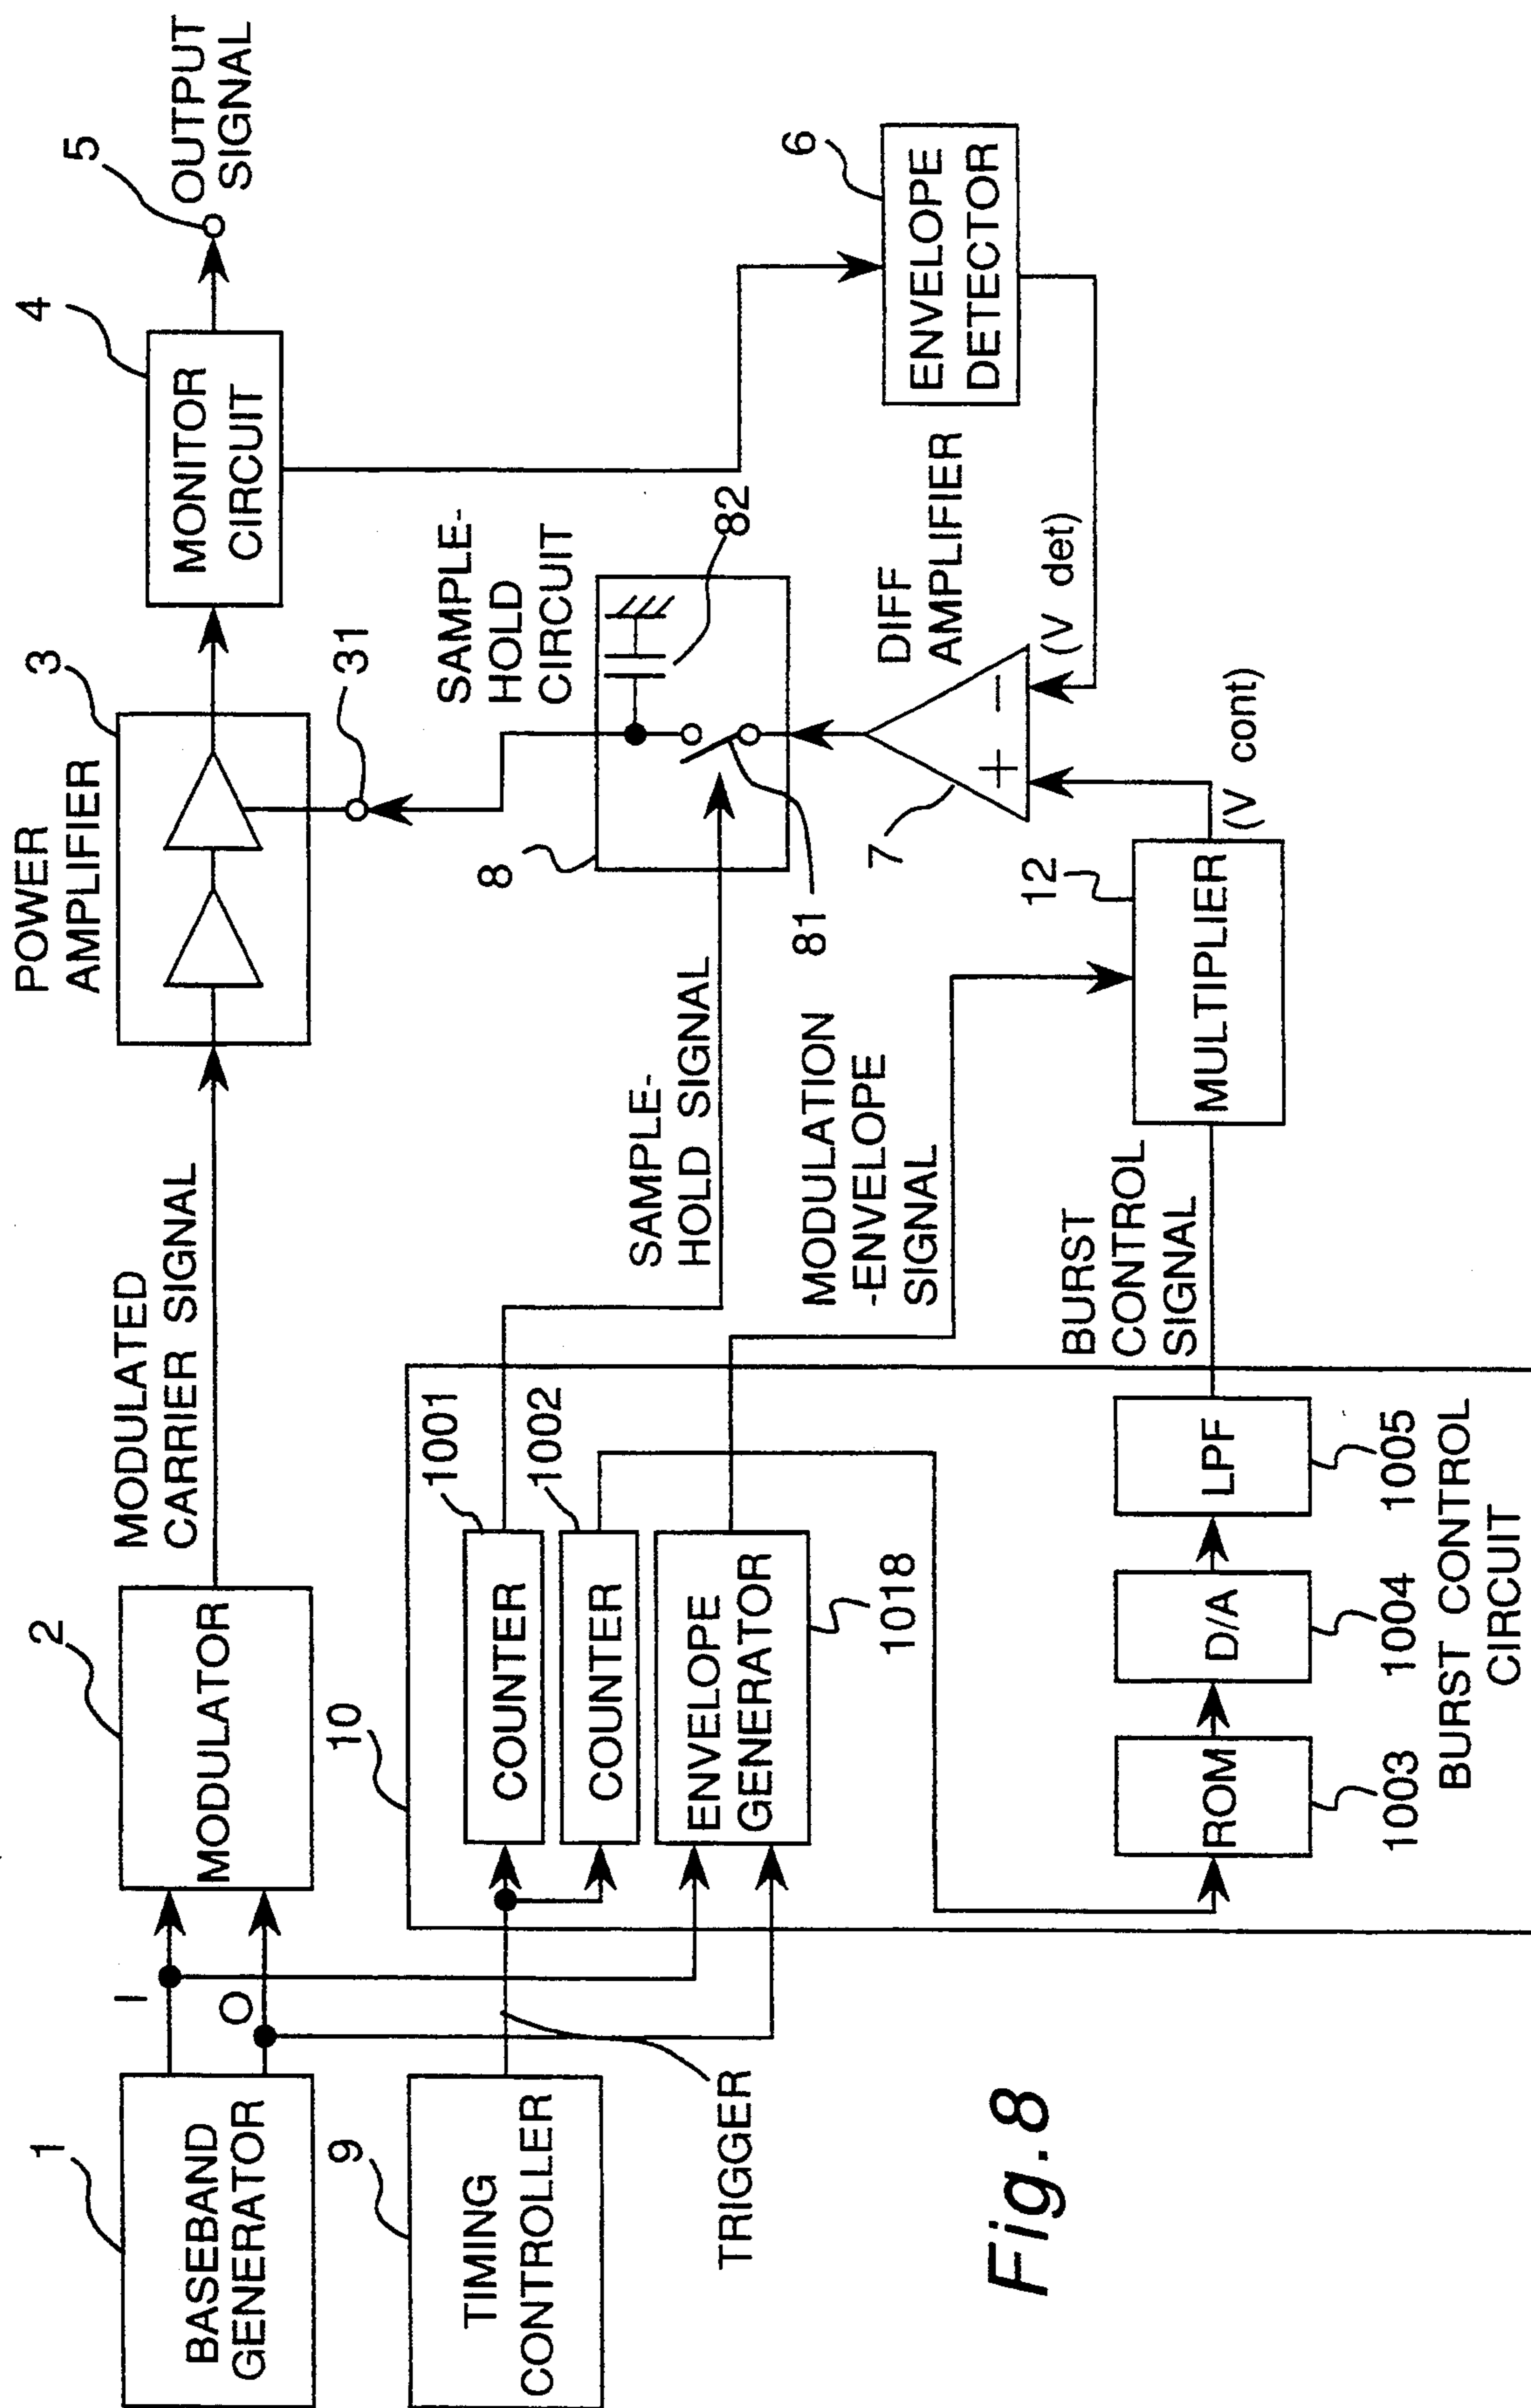 1
BASEBAND
GENERATOR
I
O
2
MODULATOR
MODULATED
CARRIER SIGNAL
POWER
AMPLIFIER
3
31
4
MONITOR
CIRCUIT
5
OUTPUT
SIGNAL
9
TIMING
CONTROLLER
TRIGGER
10
COUNTER
1001
COUNTER
1002
ENVELOPE
GENERATOR
1018
SAMPLE-
HOLD SIGNAL
SAMPLE-
HOLD
CIRCUIT
8
82
81
MODULATION
-ENVELOPE
SIGNAL
DIFF
AMPLIFIER
7
+
−
(V det)
6
ENVELOPE
DETECTOR
ROM
1003
D/A
1004
LPF
1005
BURST CONTROL
CIRCUIT
BURST
CONTROL
SIGNAL
12
MULTIPLIER
(V cont)
Fig.8